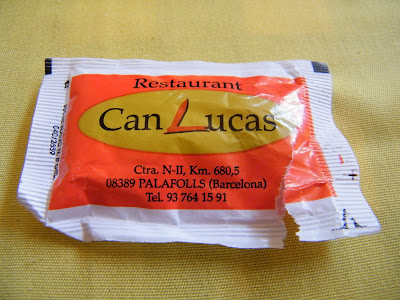 Restaurant
Can Lucas
Ctra. N-II, Km. 680,5
08389 PALAFOLLS (Barcelona)
Tel. 93 764 15 91